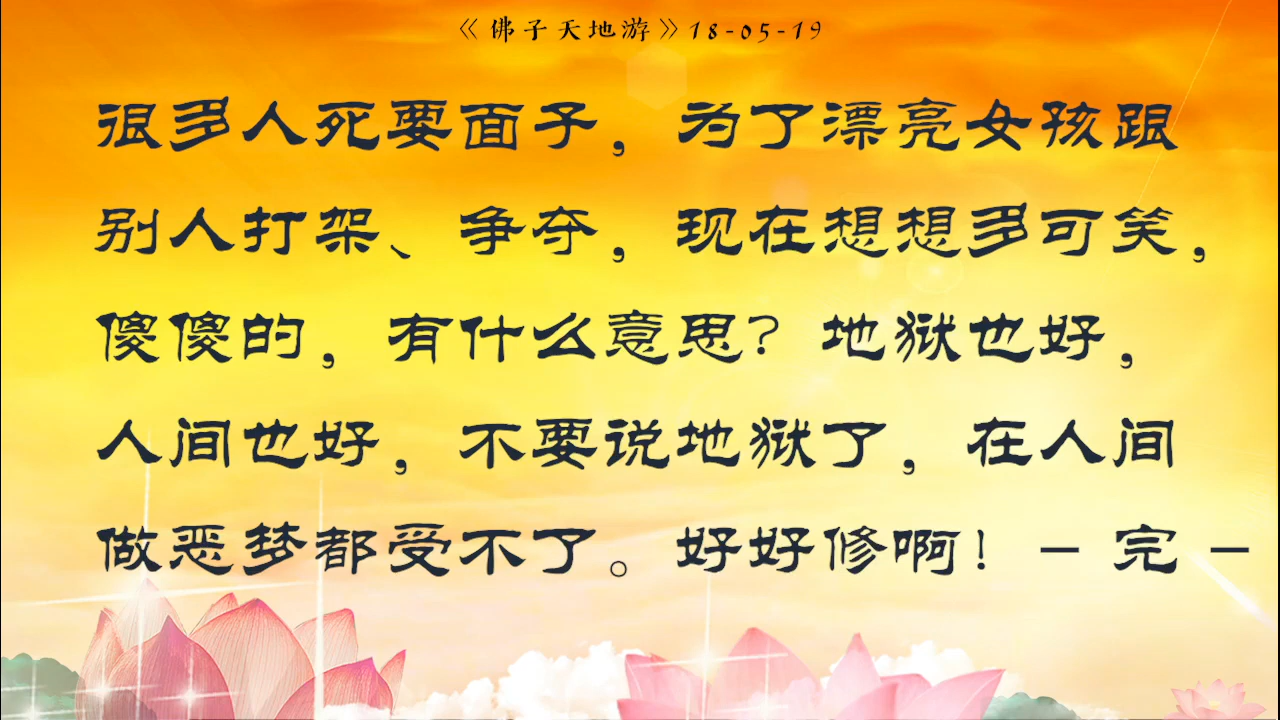 《佛子天地游》18-05-19
很多人死要面子，为了漂亮女孩跟
别人打架、争夺，现在想想多可笑，
傻傻的，有什么意思？地狱也好，
人间也好，不要说地狱了，在人间
做恶梦都受不了。好好修啊！－ 完 －